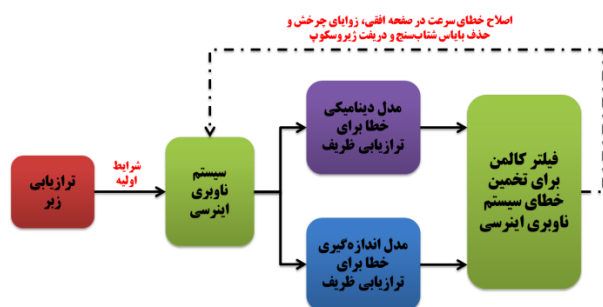 اصلاح خطای سرعت در صفحه افقی، زوایای چرخش و
حذف بایاس شتاب‌سنج و دریفت ژیروسکوپ
ترازیابی
زبر
شرایط
اولیه
سیستم
ناوبری
اینرسی
مدل دینامیکی
خطا برای
ترازیابی ظریف
مدل اندازه‌گیری
خطا برای
ترازیابی ظریف
فیلتر کالمن
برای تخمین
خطای سیستم
ناوبری اینرسی